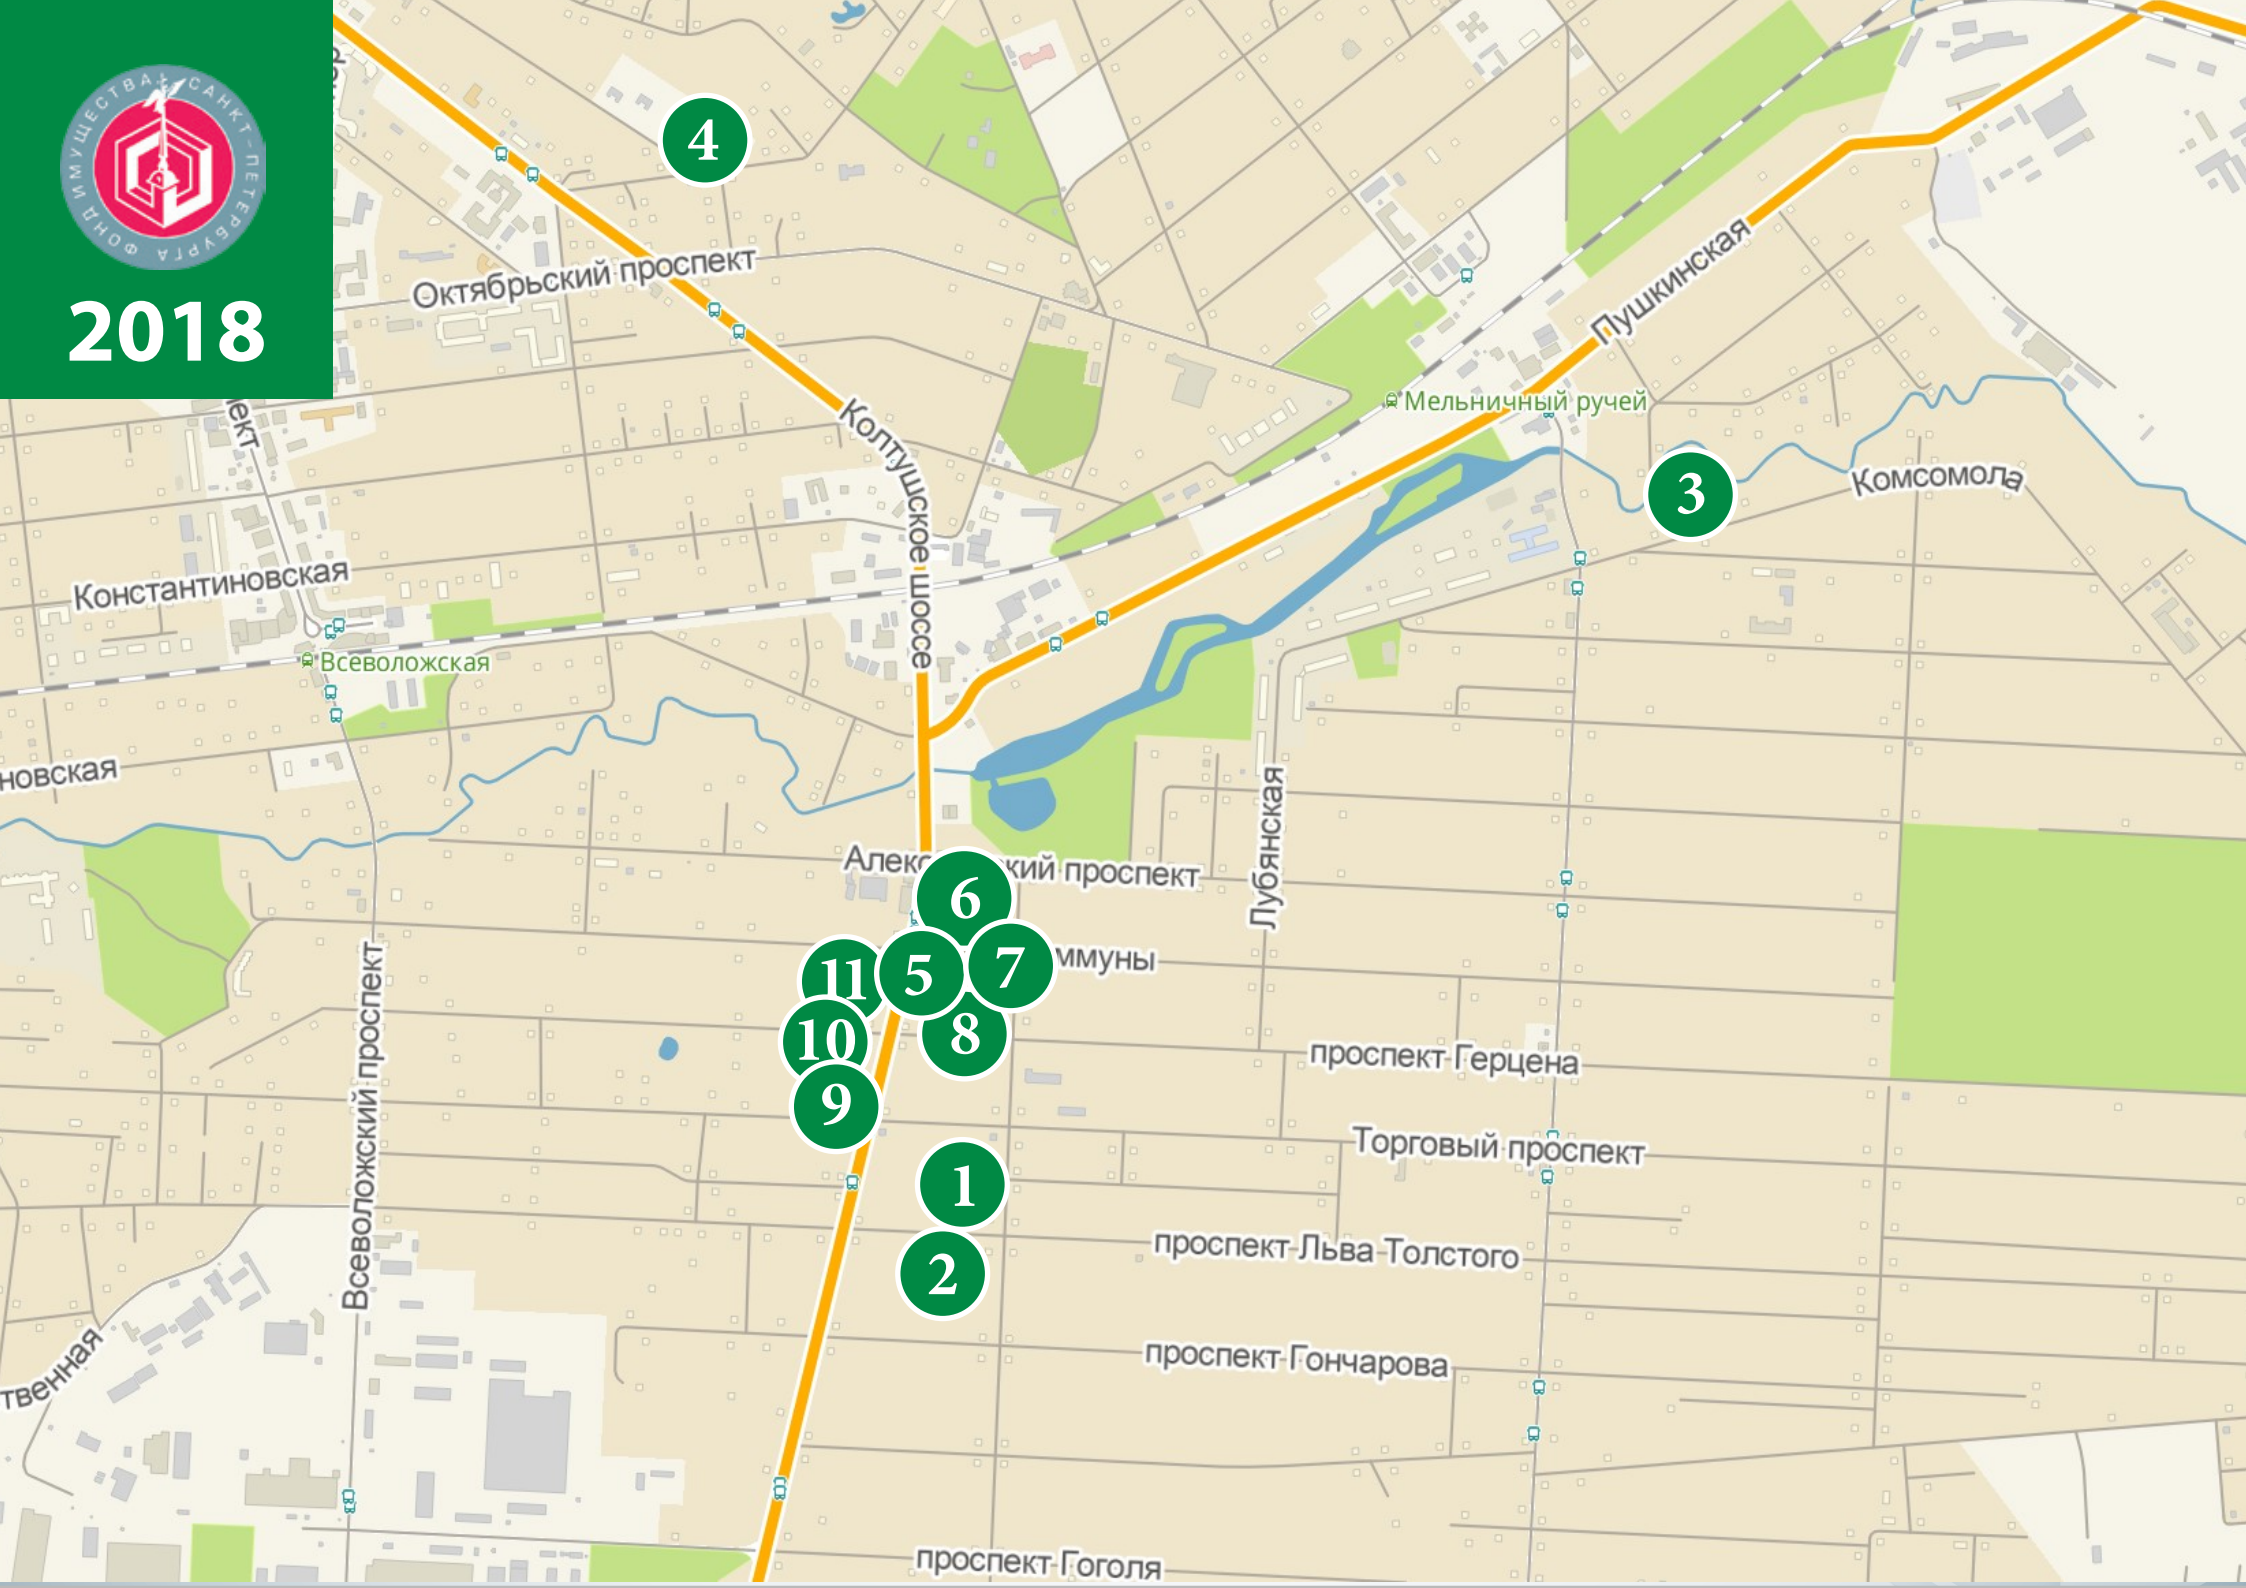 ФОНД ИМУЩЕСТВА САНКТ-ПЕТЕРБУРГА
2018
4
Октябрьский проспект
Пушкинская
Мельничный ручей
Колтушское шоссе
3
Комсомола
Константиновская
Всеволожская
новская
Лубянская
кий проспект
6
ммуны
11
5
7
10
8
9
проспект Герцена
Всеволожский проспект
Торговый проспект
1
проспект Льва Толстого
2
проспект Гончарова
твенная
проспект Гоголя